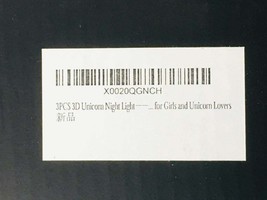 X0020QGNCH
3PCS 3D Unicorn Night Light——... for Girls and Unicorn Lovers
新品